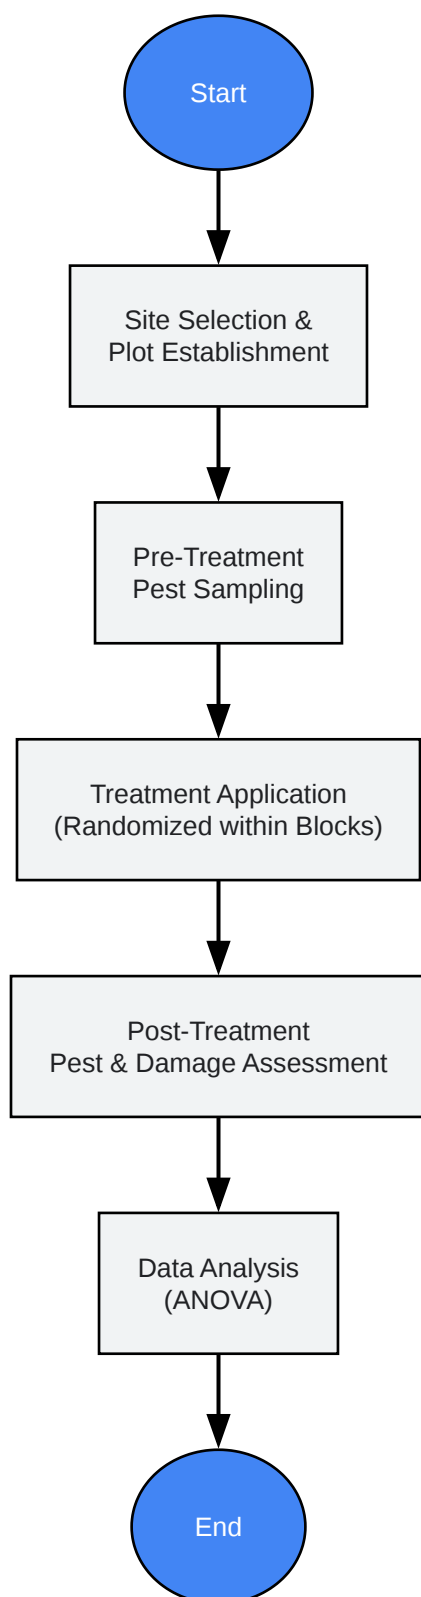 Start
Site Selection &
Plot Establishment
Pre-Treatment
Pest Sampling
Treatment Application
(Randomized within Blocks)
Post-Treatment
Pest & Damage Assessment
Data Analysis
(ANOVA)
End